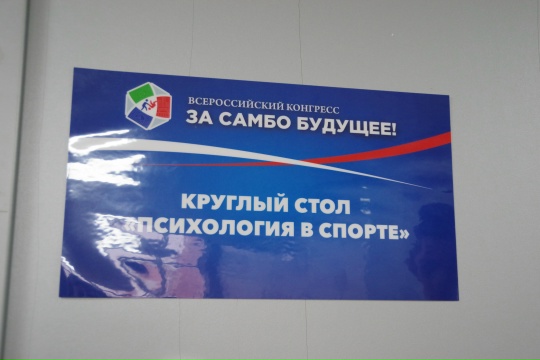 ВСЕРОССИЙСКИЙ КОНГРЕСС
ЗА САМБО БУДУЩЕЕ!
КРУГЛЫЙ СТОЛ
«ПСИХОЛОГИЯ В СПОРТЕ»